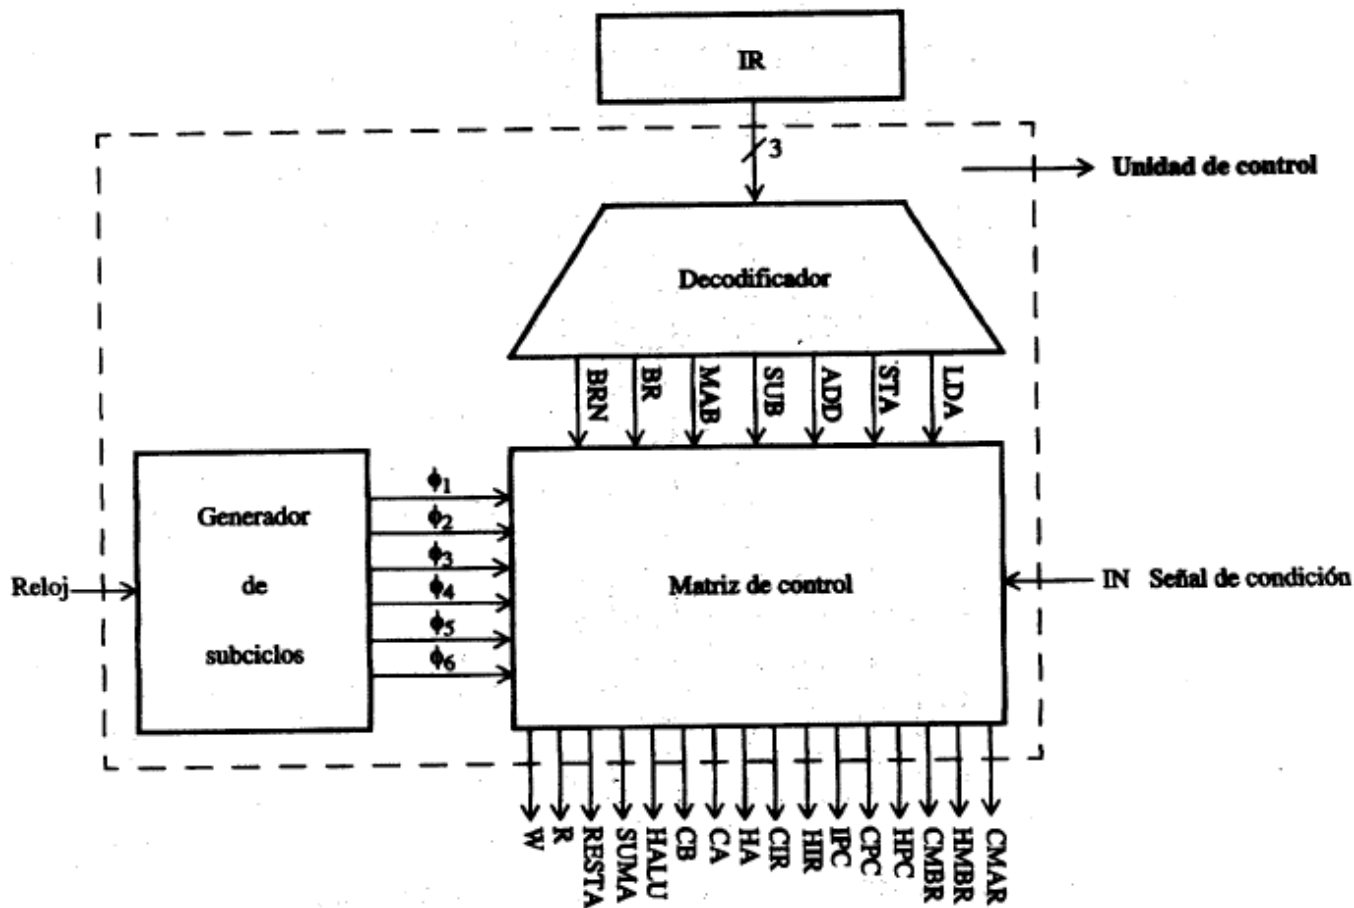 IR
3
Unidad de control
Decodificador
BRN
BR
MAB
SUB
ADD
STA
LDA
Generador
de
subciclos
Reloj
ϕ1
ϕ2
ϕ3
ϕ4
ϕ5
ϕ6
Matriz de control
IN Señal de condición
W
R
RESTA
SUMA
HALU
CB
CA
HA
CIR
HIR
IPC
CPC
HPC
CMBR
HMBR
CMAR